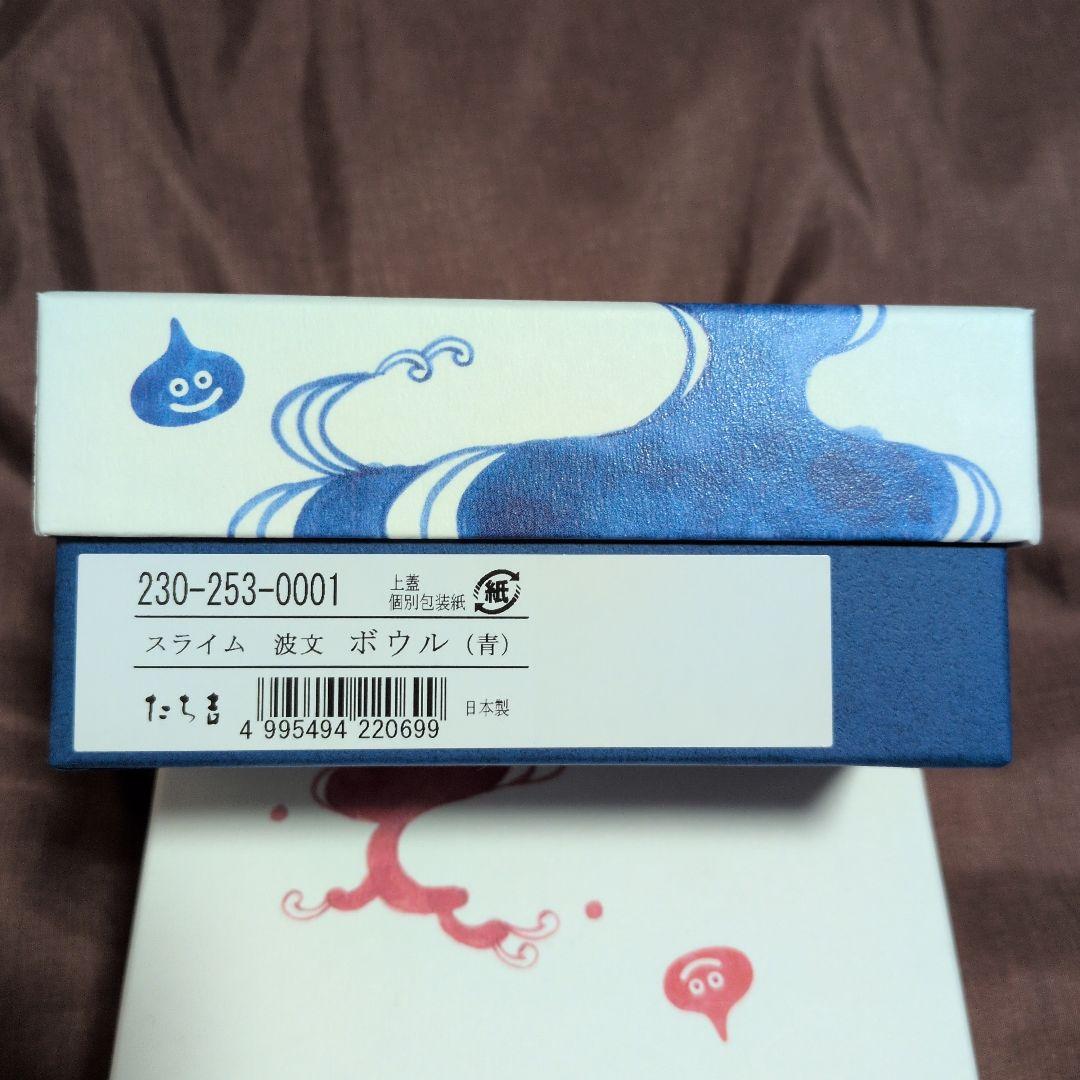 230-253-0001
上蓋
個別包装紙 紙
スライム 波文 ボウル（青）
たち吉
4 995494 220699
日本製